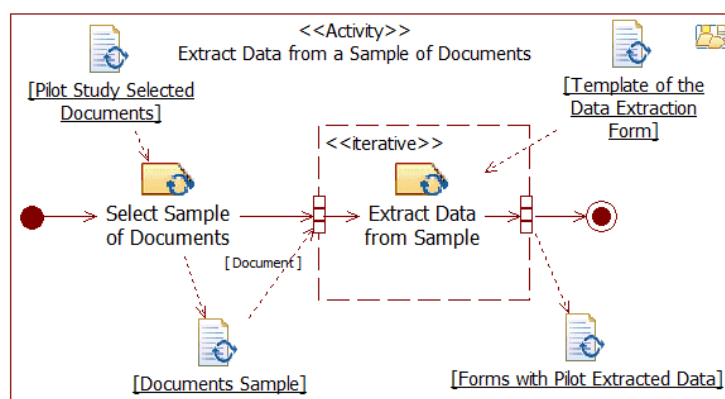 <<Activity>>
Extract Data from a Sample of Documents
[Pilot Study Selected
Documents]
[Template of the
Data Extraction
Form]
<<iterative>>
Select Sample
of Documents
Extract Data
from Sample
[ Document ]
[Documents Sample]
[Forms with Pilot Extracted Data]